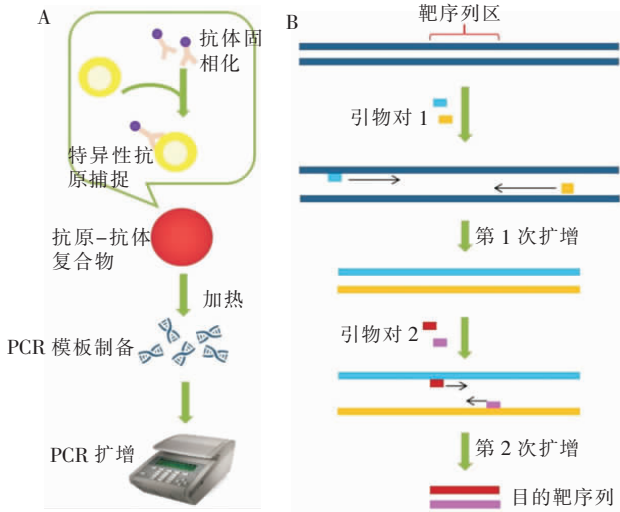 A
抗体固
相化
特异性抗
原捕捉
抗原-抗体
复合物
加热
PCR 模板制备
PCR 扩增
B
靶序列区
引物对 1
第 1 次扩增
引物对 2
第 2 次扩增
目的靶序列